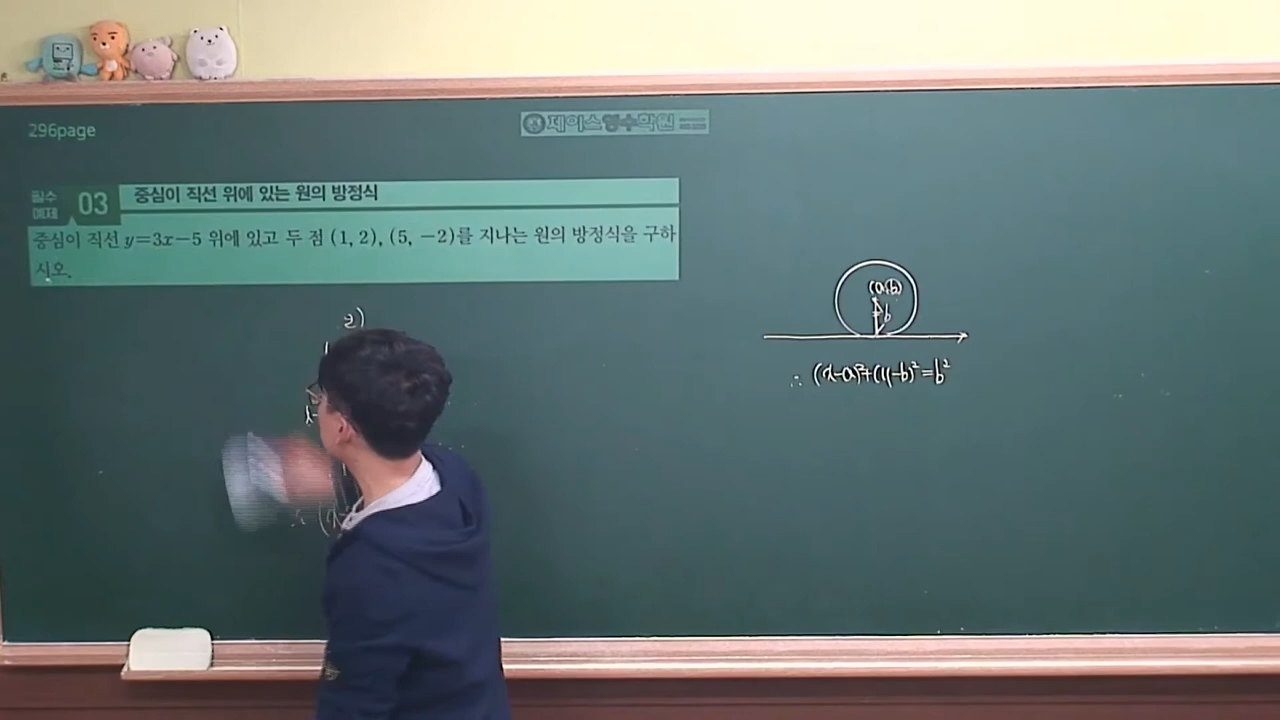 296page
제이스영수학원
필수
예제
03
중심이 직선 위에 있는 원의 방정식
중심이 직선 y=3x−5 위에 있고 두 점 (1, 2), (5, −2)를 지나는 원의 방정식을 구하
시오.
2)
(a,b)
b
∴ (x-a)²+(y-b)²=b²
∴ (x-